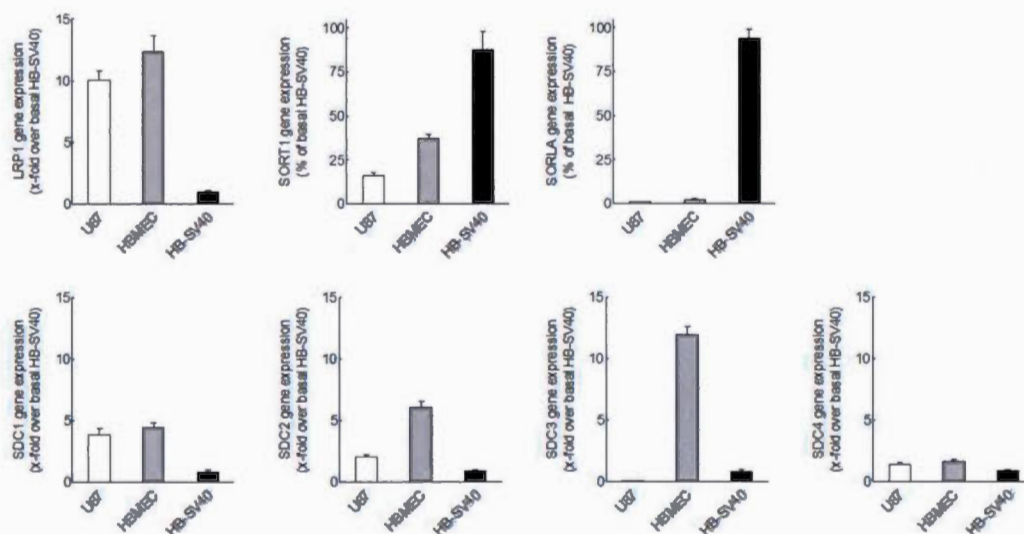 LRP1 gene expression
(x-fold over basal HB-SV40)
15
10
5
0
U87
HBMEC
HB-SV40
SORT1 gene expression
(% of basal HB-SV40)
100
75
50
25
0
U87
HBMEC
HB-SV40
SORLA gene expression
(% of basal HB-SV40)
100
75
50
25
0
U87
HBMEC
HB-SV40
SDC1 gene expression
(x-fold over basal HB-SV40)
15
10
5
0
U87
HBMEC
HB-SV40
SDC2 gene expression
(x-fold over basal HB-SV40)
15
10
5
0
U87
HBMEC
HB-SV40
SDC3 gene expression
(x-fold over basal HB-SV40)
15
10
5
0
U87
HBMEC
HB-SV40
SDC4 gene expression
(x-fold over basal HB-SV40)
15
10
5
0
U87
HBMEC
HB-SV40